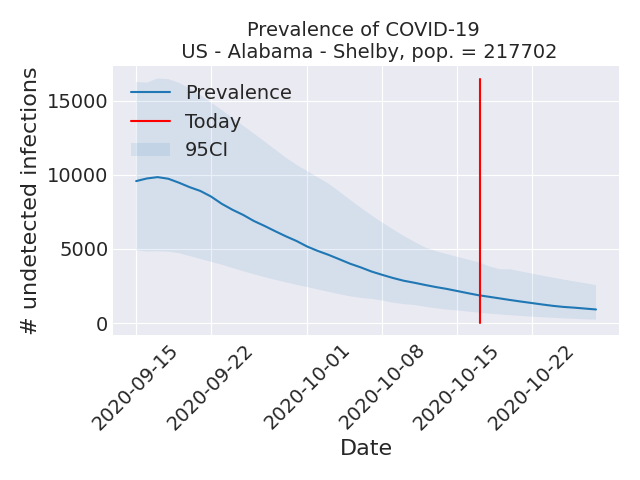 Prevalence of COVID-19
US - Alabama - Shelby, pop. = 217702
# undetected infections
15000
10000
5000
0
Prevalence
Today
95CI
2020-09-15
2020-09-22
2020-10-01
2020-10-08
2020-10-15
2020-10-22
Date